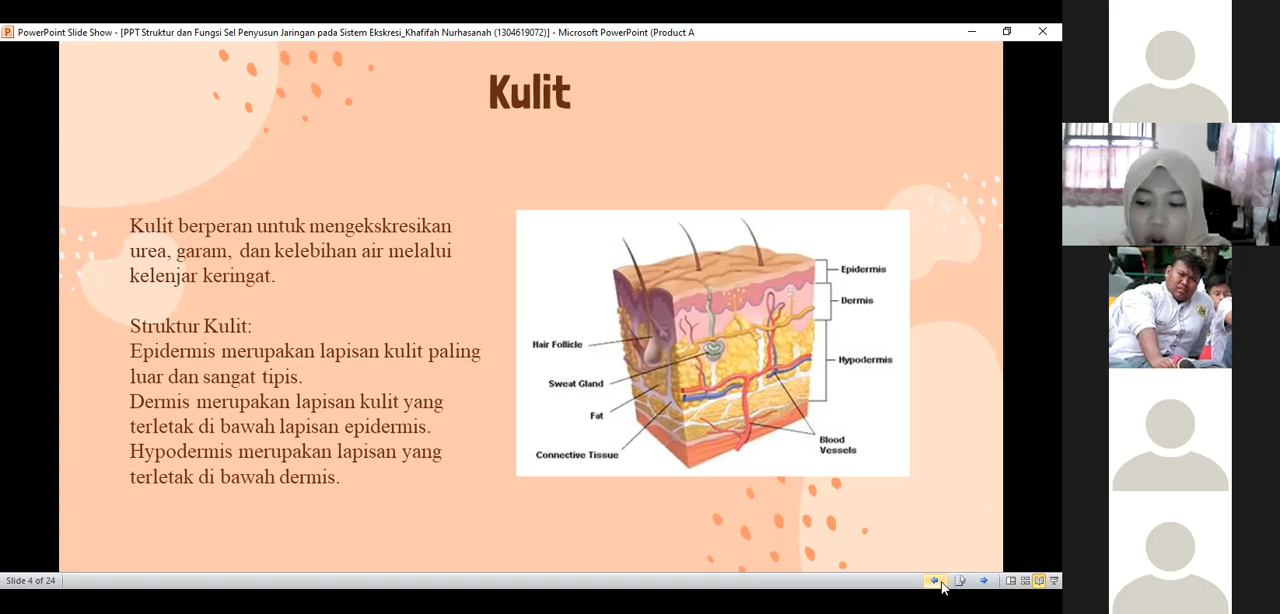 PowerPoint Slide Show - [PPT Struktur dan Fungsi Sel Penyusun Jaringan pada Sistem Ekskresi_Khafifah Nurhasanah (1304619072)] - Microsoft PowerPoint (Product A
Kulit
Kulit berperan untuk mengekskresikan
urea, garam, dan kelebihan air melalui
kelenjar keringat.
Struktur Kulit:
Epidermis merupakan lapisan kulit paling
luar dan sangat tipis.
Dermis merupakan lapisan kulit yang
terletak di bawah lapisan epidermis.
Hypodermis merupakan lapisan yang
terletak di bawah dermis.
Epidermis
Dermis
Hypodermis
Hair Follicle
Sweat Gland
Fat
Connective Tissue
Blood
Vessels
Slide 4 of 24